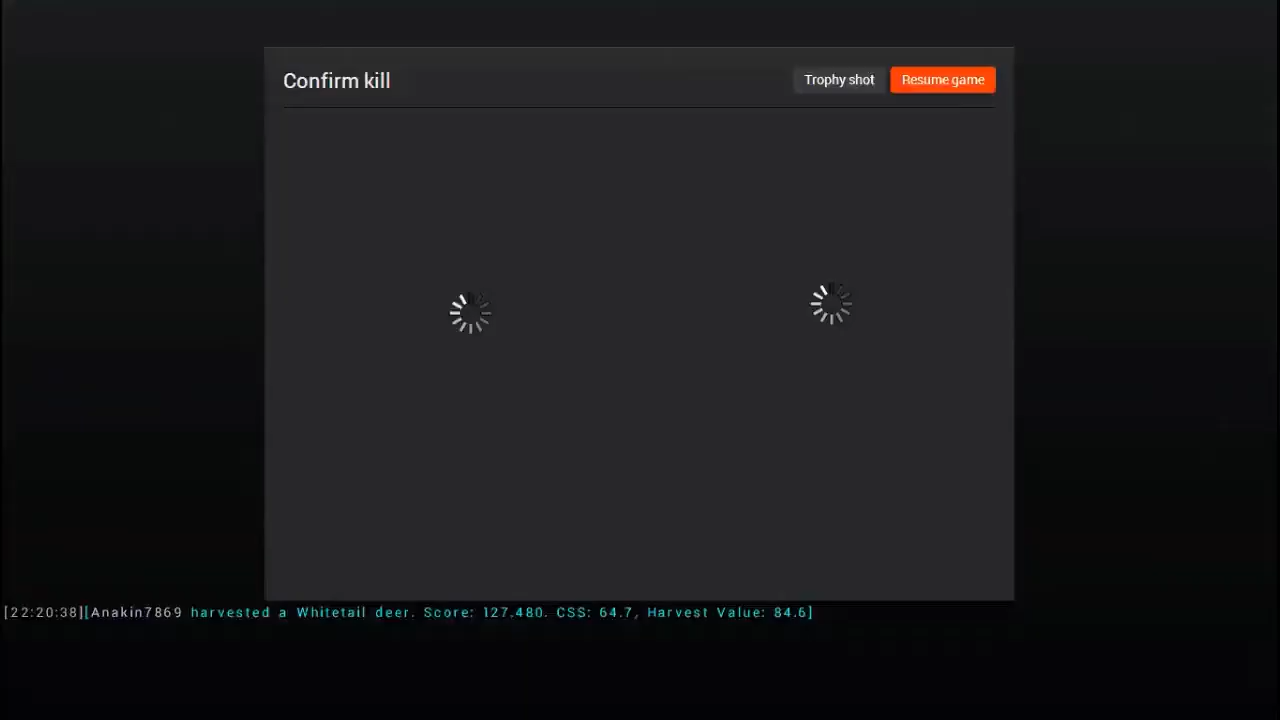 Confirm kill
Trophy shot
Resume game
[22:20:38][Anakin7869 harvested a Whitetail deer. Score: 127.480. CSS: 64.7, Harvest Value: 84.6]